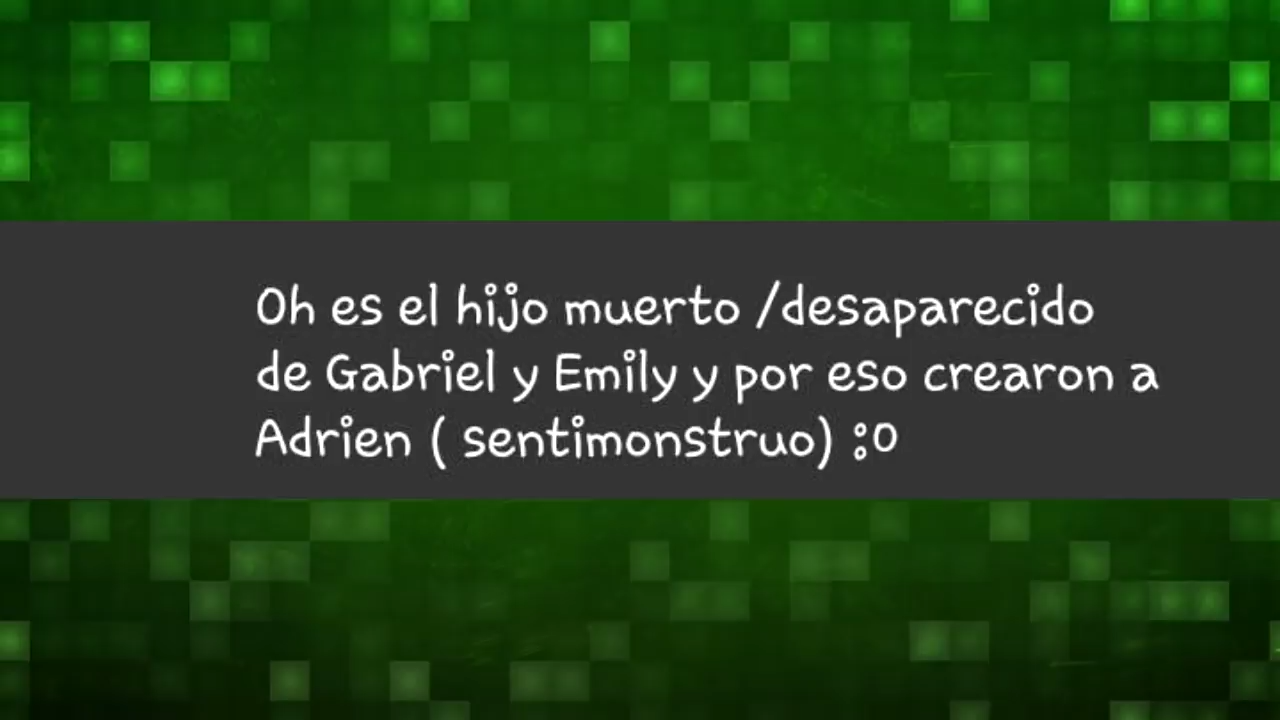 Oh es el hijo muerto /desaparecido
de Gabriel y Emily y por eso crearon a
Adrien ( sentimonstruo) :0